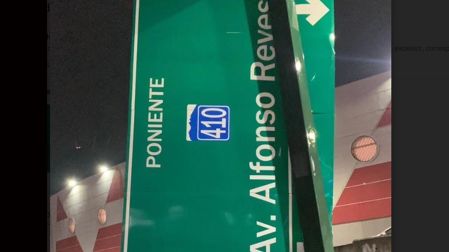 PONIENTE
410
Av. Alfonso Reyes